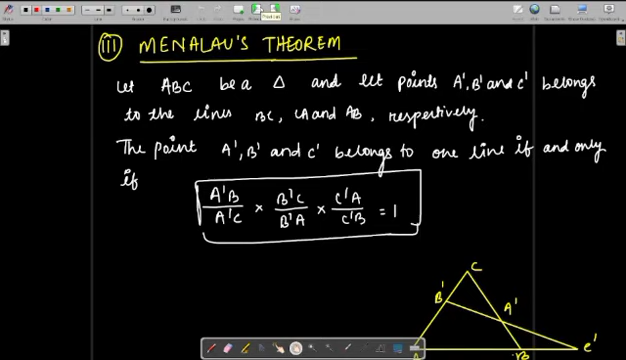 (iii) MENALAU'S THEOREM
Let ABC be a Δ and let points A', B' and C' belongs
to the lines BC, CA and AB, respectively.
The point A', B' and C' belongs to one line if and only
if
A'B/A'C × B'C/B'A × C'A/C'B = 1
C
B'
A'
A
B
C'